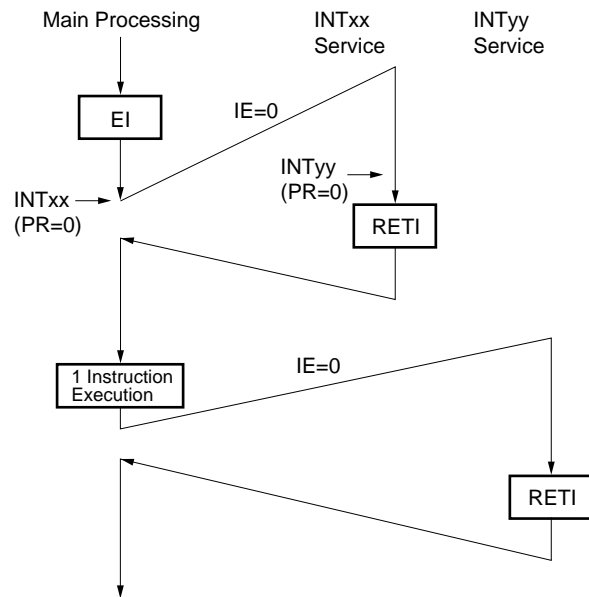 Main Processing
INTxx
Service
INTyy
Service
EI
IE=0
INTyy
(PR=0)
INTxx
(PR=0)
RETI
1 Instruction
Execution
IE=0
RETI